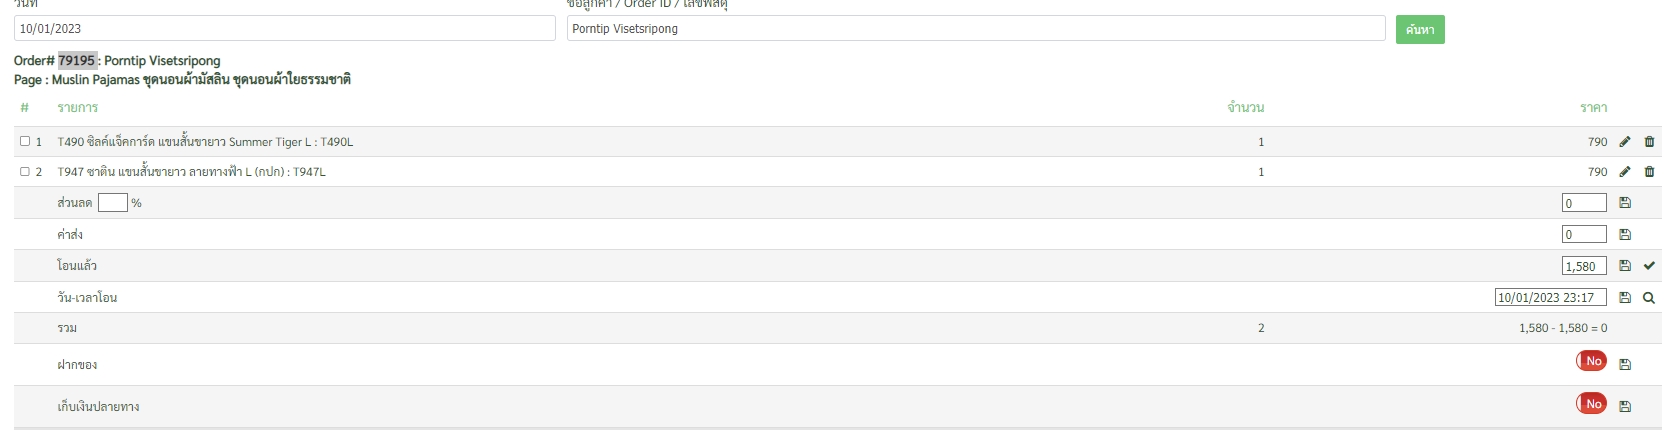 วันที่
ชื่อลูกค้า / Order ID / เลขพัสดุ
10/01/2023
Porntip Visetsripong
ค้นหา
Order# 79195 : Porntip Visetsripong
Page : Muslin Pajamas ชุดนอนผ้ามัสลิน ชุดนอนผ้าใยธรรมชาติ
# รายการ จำนวน ราคา
1 T490 ซิลค์แจ็คการ์ด แขนสั้นขายาว Summer Tiger L : T490L 1 790
2 T947 ซาติน แขนสั้นขายาว ลายทางฟ้า L (กปก) : T947L 1 790
ส่วนลด % 0
ค่าส่ง 0
โอนแล้ว 1,580
วัน-เวลาโอน 10/01/2023 23:17
รวม 2 1,580 - 1,580 = 0
ฝากของ No
เก็บเงินปลายทาง No